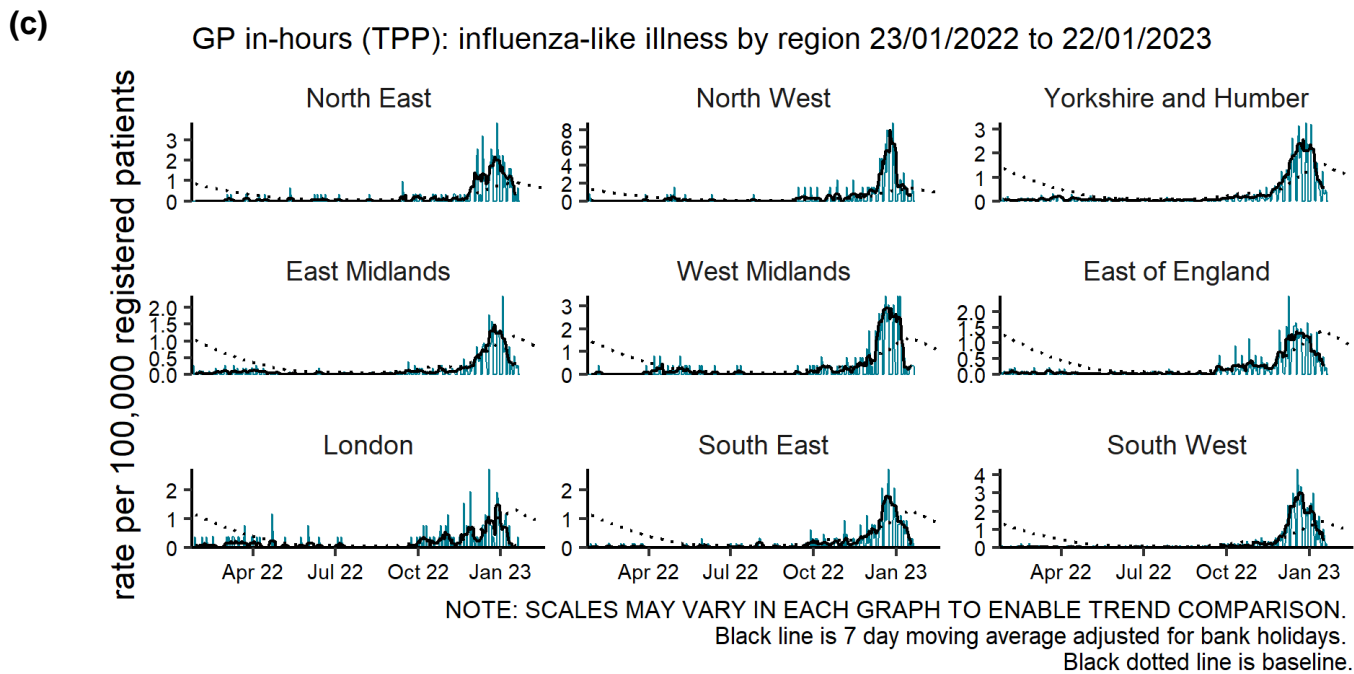 (c)
GP in-hours (TPP): influenza-like illness by region 23/01/2022 to 22/01/2023
rate per 100,000 registered patients
North East
3
2
1
0
North West
8
6
4
2
0
Yorkshire and Humber
3
2
1
0
East Midlands
2.0
1.5
1.0
0.5
0.0
West Midlands
3
2
1
0
East of England
2.0
1.5
1.0
0.5
0.0
London
2
1
0
Apr 22 Jul 22 Oct 22 Jan 23
South East
2
1
0
Apr 22 Jul 22 Oct 22 Jan 23
South West
4
3
2
1
0
Apr 22 Jul 22 Oct 22 Jan 23
NOTE: SCALES MAY VARY IN EACH GRAPH TO ENABLE TREND COMPARISON.
Black line is 7 day moving average adjusted for bank holidays.
Black dotted line is baseline.